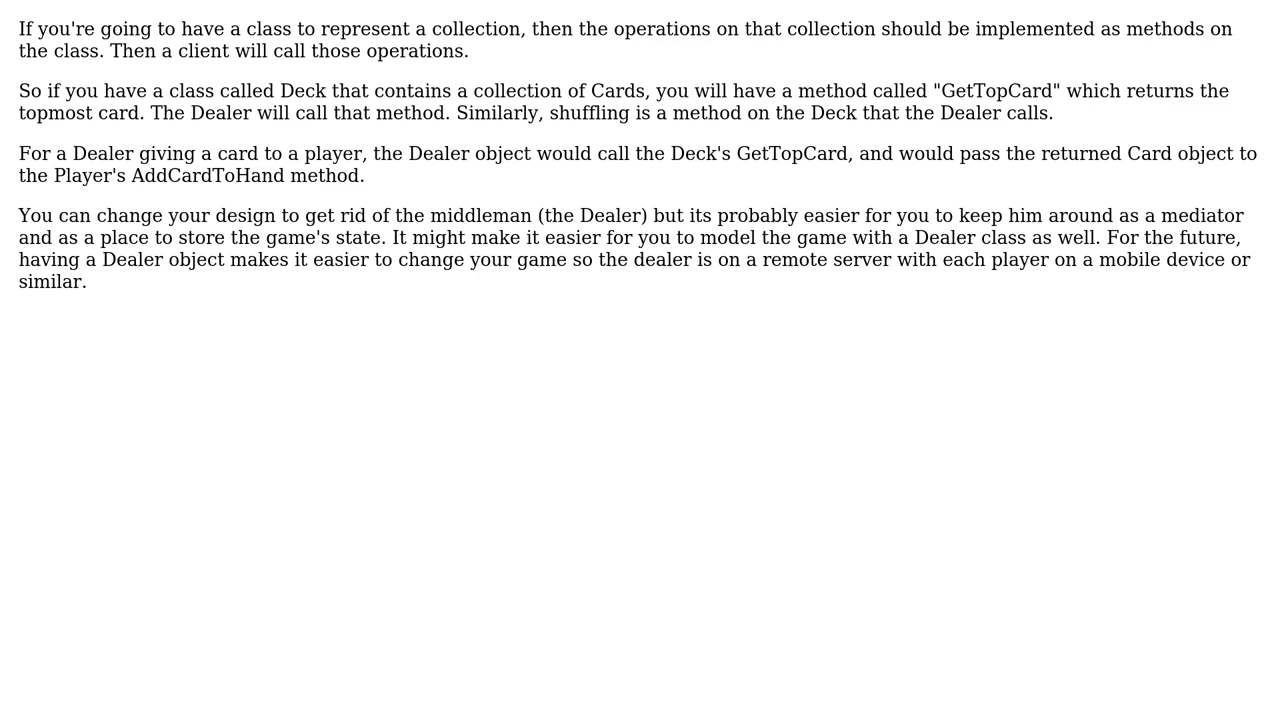 If you're going to have a class to represent a collection, then the operations on that collection should be implemented as methods on
the class. Then a client will call those operations.
So if you have a class called Deck that contains a collection of Cards, you will have a method called "GetTopCard" which returns the
topmost card. The Dealer will call that method. Similarly, shuffling is a method on the Deck that the Dealer calls.
For a Dealer giving a card to a player, the Dealer object would call the Deck's GetTopCard, and would pass the returned Card object to
the Player's AddCardToHand method.
You can change your design to get rid of the middleman (the Dealer) but its probably easier for you to keep him around as a mediator
and as a place to store the game's state. It might make it easier for you to model the game with a Dealer class as well. For the future,
having a Dealer object makes it easier to change your game so the dealer is on a remote server with each player on a mobile device or
similar.